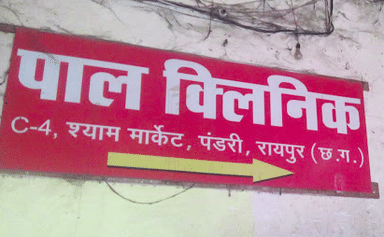 पाल क्लिनिक
C-4, श्याम मार्केट, पंडरी, रायपुर (छ.ग.)